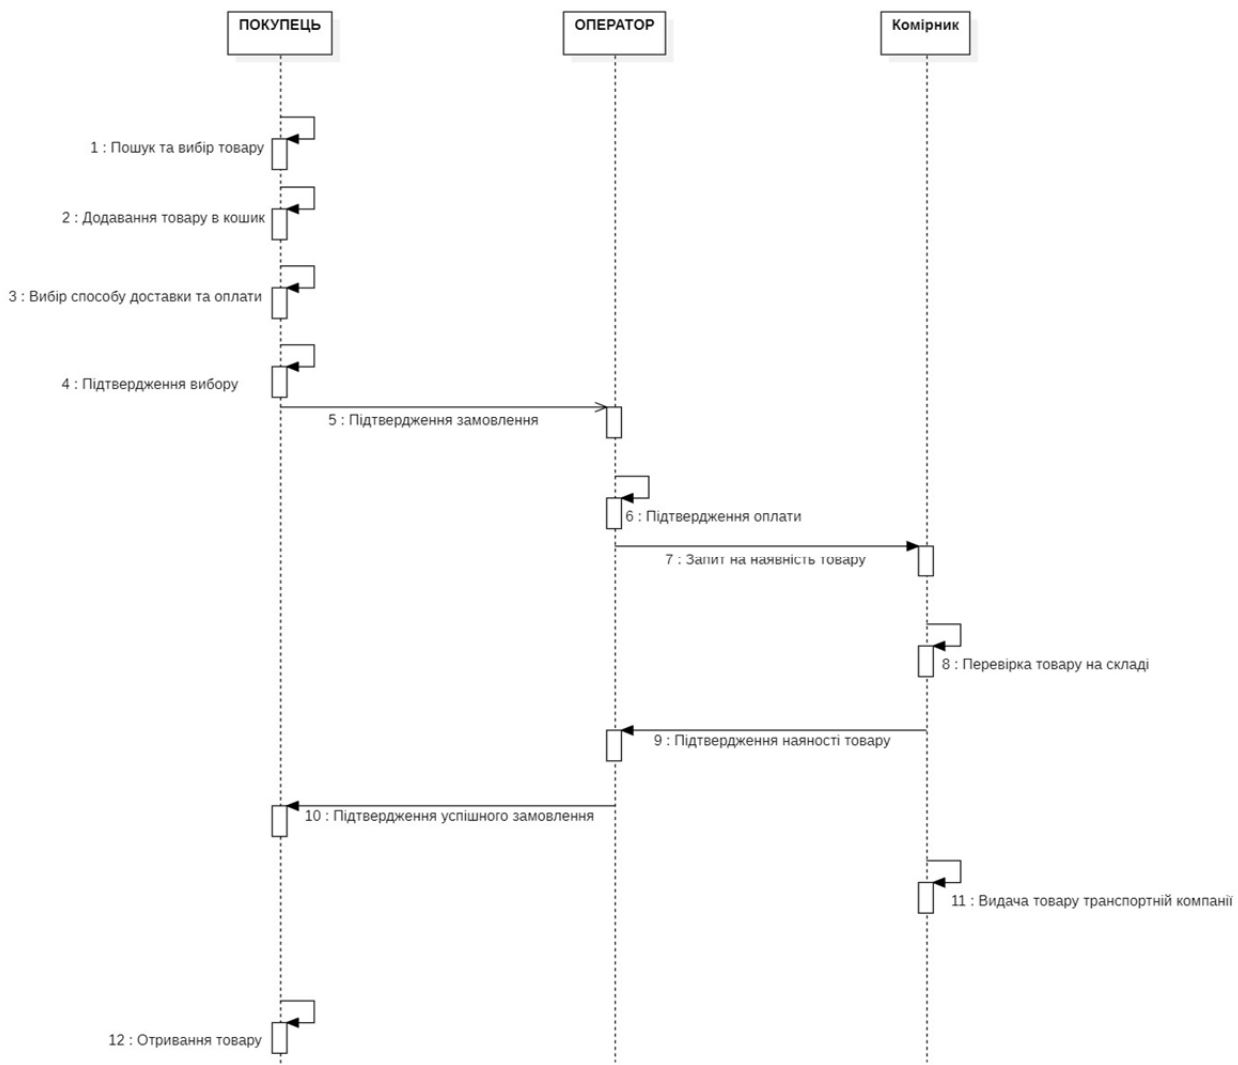 ПОКУПЕЦЬ
ОПЕРАТОР
Комірник
1 : Пошук та вибір товару
2 : Додавання товару в кошик
3 : Вибір способу доставки та оплати
4 : Підтвердження вибору
5 : Підтвердження замовлення
6 : Підтвердження оплати
7 : Запит на наявність товару
8 : Перевірка товару на складі
9 : Підтвердження наяності товару
10 : Підтвердження успішного замовлення
11 : Видача товару транспортній компанії
12 : Отривання товару